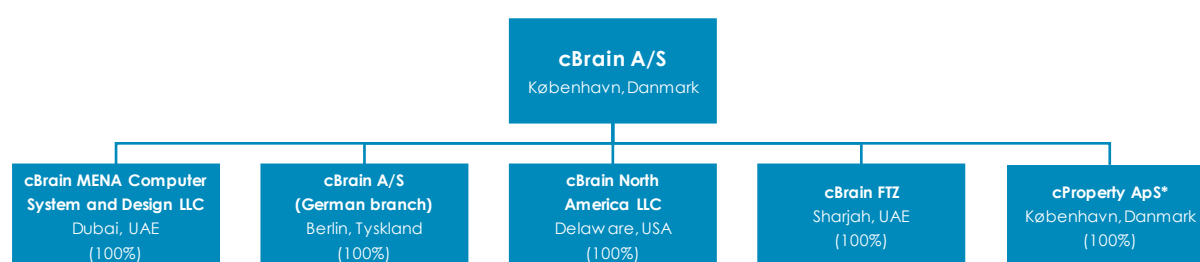 cBrain A/S
København, Danmark
cBrain MENA Computer
System and Design LLC
Dubai, UAE
(100%)
cBrain A/S
(German branch)
Berlin, Tyskland
(100%)
cBrain North
America LLC
Delaware, USA
(100%)
cBrain FTZ
Sharjah, UAE
(100%)
cProperty ApS*
København, Danmark
(100%)